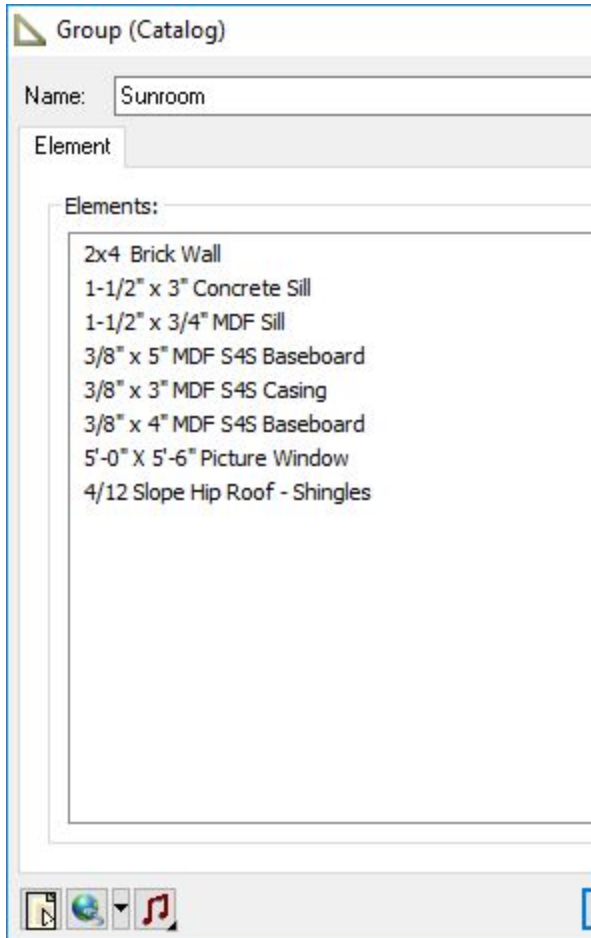 Group (Catalog)
Name: Sunroom
Element
Elements:
2x4 Brick Wall
1-1/2" x 3" Concrete Sill
1-1/2" x 3/4" MDF Sill
3/8" x 5" MDF S4S Baseboard
3/8" x 3" MDF S4S Casing
3/8" x 4" MDF S4S Baseboard
5'-0" X 5'-6" Picture Window
4/12 Slope Hip Roof - Shingles